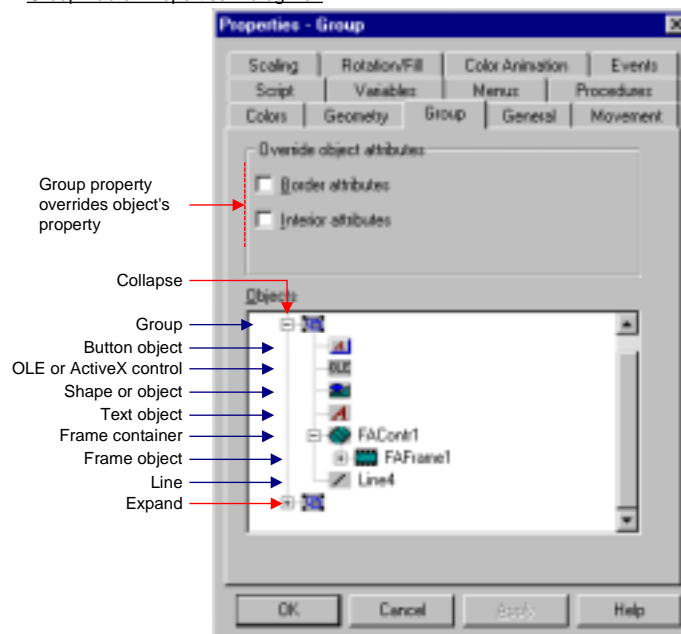 Properties - Group
Scaling Rotation/Fill Color Animation Events
Script Variables Menus Procedures
Colors Geometry Group General Movement
Override object attributes
Border attributes
Interior attributes
Group property
overrides object's
property
Collapse
Objects
Group
Button object
A
OLE or ActiveX control
OLE
Shape or object
Text object
A
Frame container
FAContr1
Frame object
FAFrame1
Line
Line4
Expand
OK Cancel Apply Help